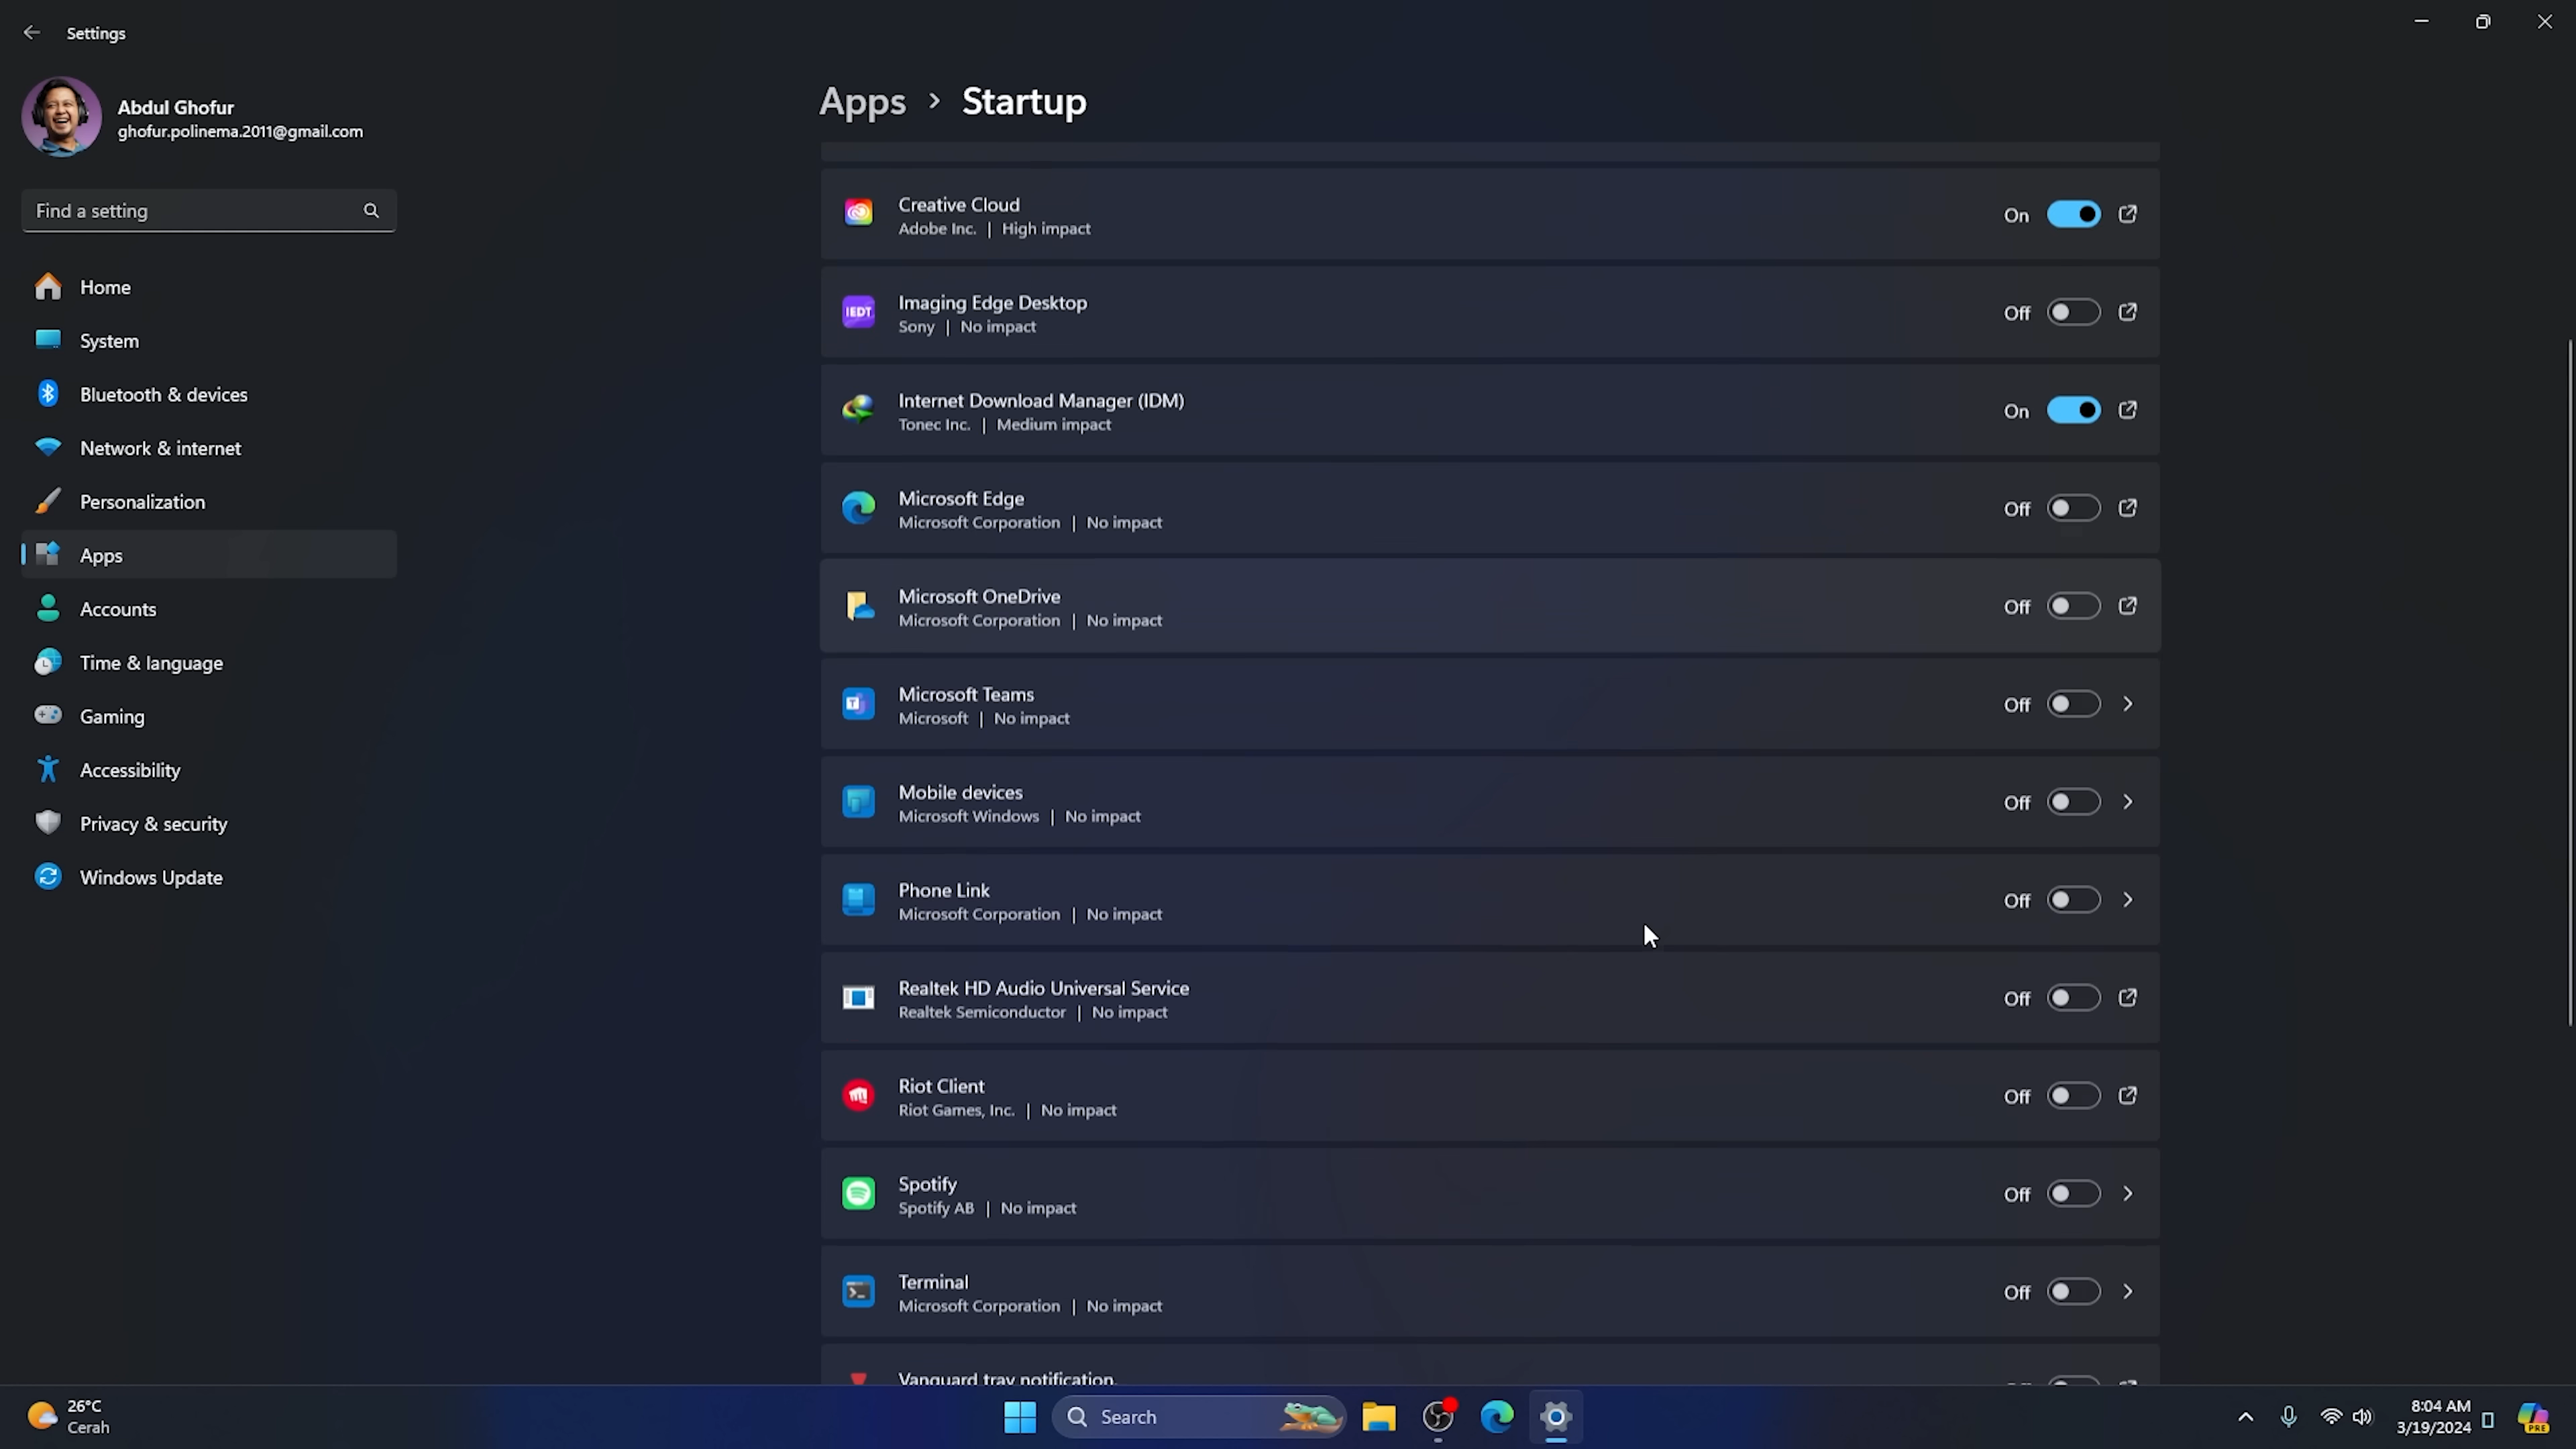 Settings
Abdul Ghofur
ghofur.polinema.2011@gmail.com
Find a setting
Home
System
Bluetooth & devices
Network & internet
Personalization
Apps
Accounts
Time & language
Gaming
Accessibility
Privacy & security
Windows Update
Apps > Startup
Creative Cloud
Adobe Inc. | High impact
On
IEDT
Imaging Edge Desktop
Sony | No impact
Off
Internet Download Manager (IDM)
Tonec Inc. | Medium impact
On
Microsoft Edge
Microsoft Corporation | No impact
Off
Microsoft OneDrive
Microsoft Corporation | No impact
Off
Microsoft Teams
Microsoft | No impact
Off
Mobile devices
Microsoft Windows | No impact
Off
Phone Link
Microsoft Corporation | No impact
Off
Realtek HD Audio Universal Service
Realtek Semiconductor | No impact
Off
Riot Client
Riot Games, Inc. | No impact
Off
Spotify
Spotify AB | No impact
Off
Terminal
Microsoft Corporation | No impact
Off
Vanguard tray notification.
26°C
Cerah
Search
8:04 AM
3/19/2024
PRE